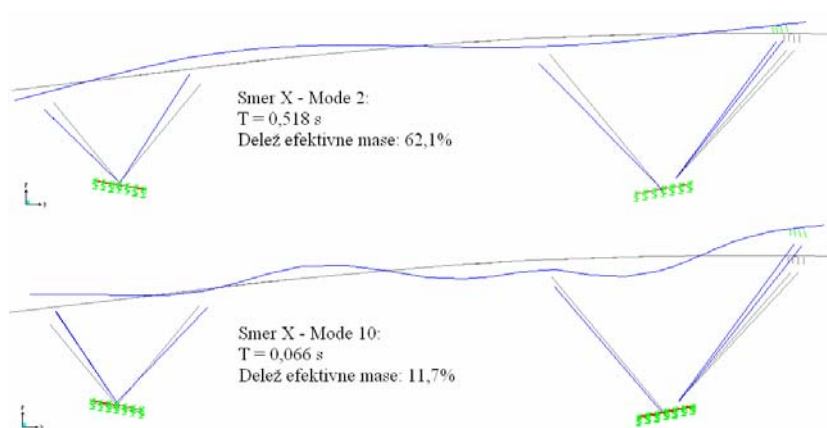 Smer X - Mode 2:
T = 0,518 s
Delež efektivne mase: 62,1%
Smer X - Mode 10:
T = 0,066 s
Delež efektivne mase: 11,7%